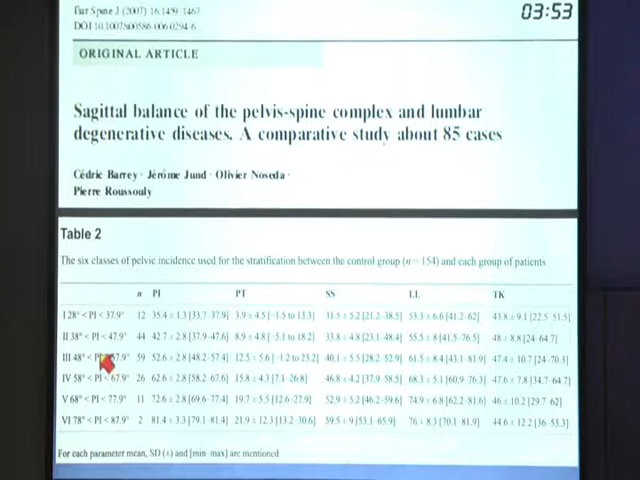 Eur Spine J (2007) 16:1459–1467
03:53
DOI 10.1007/s00586-006-0294-6
ORIGINAL ARTICLE
Sagittal balance of the pelvis-spine complex and lumbar
degenerative diseases. A comparative study about 85 cases
Cédric Barrey · Jérôme Jund · Olivier Noseda ·
Pierre Roussouly
Table 2
The six classes of pelvic incidence used for the stratification between the control group (n = 154) and each group of patients
n PI PT SS LL TK
I 28° < PI < 37.9° 12 35.4 ± 1.3 [33.7–37.9] 3.9 ± 4.5 [–1.5 to 13.3] 31.5 ± 5.2 [21.2–38.5] 53.3 ± 6.6 [41.2–62] 43.8 ± 9.1 [22.5–51.5]
II 38° < PI < 47.9° 44 42.7 ± 2.8 [37.9–47.6] 8.9 ± 4.8 [–5.1 to 18.2] 33.8 ± 4.8 [23.1–48.4] 55.5 ± 8 [41.5–76.5] 48 ± 8.8 [24–64.7]
III 48° < PI 57.9° 59 52.6 ± 2.8 [48.2–57.4] 12.5 ± 5.6 [–1.2 to 23.2] 40.1 ± 5.5 [28.2–52.9] 61.5 ± 8.4 [43.1–81.9] 47.4 ± 10.7 [24–70.3]
IV 58° < PI < 67.9° 26 62.6 ± 2.8 [58.2–67.6] 15.8 ± 4.3 [7.1–26.8] 46.8 ± 4.2 [37.9–58.5] 68.3 ± 5.1 [60.9–76.3] 47.6 ± 7.8 [34.7–64.7]
V 68° < PI < 77.9° 11 72.6 ± 2.8 [69.6–77.4] 19.7 ± 5.5 [12.6–27.9] 52.9 ± 5.2 [46.2–59.6] 74.9 ± 6.8 [62.2–81.6] 46 ± 10.2 [29.7–62]
VI 78° < PI < 87.9° 2 81.4 ± 3.3 [79.1–81.4] 21.9 ± 12.3 [13.2–30.6] 59.5 ± 9 [53.1–65.9] 76 ± 8.3 [70.1–81.9] 44.6 ± 12.2 [36–53.3]
For each parameter mean, SD (±) and [min–max] are mentioned